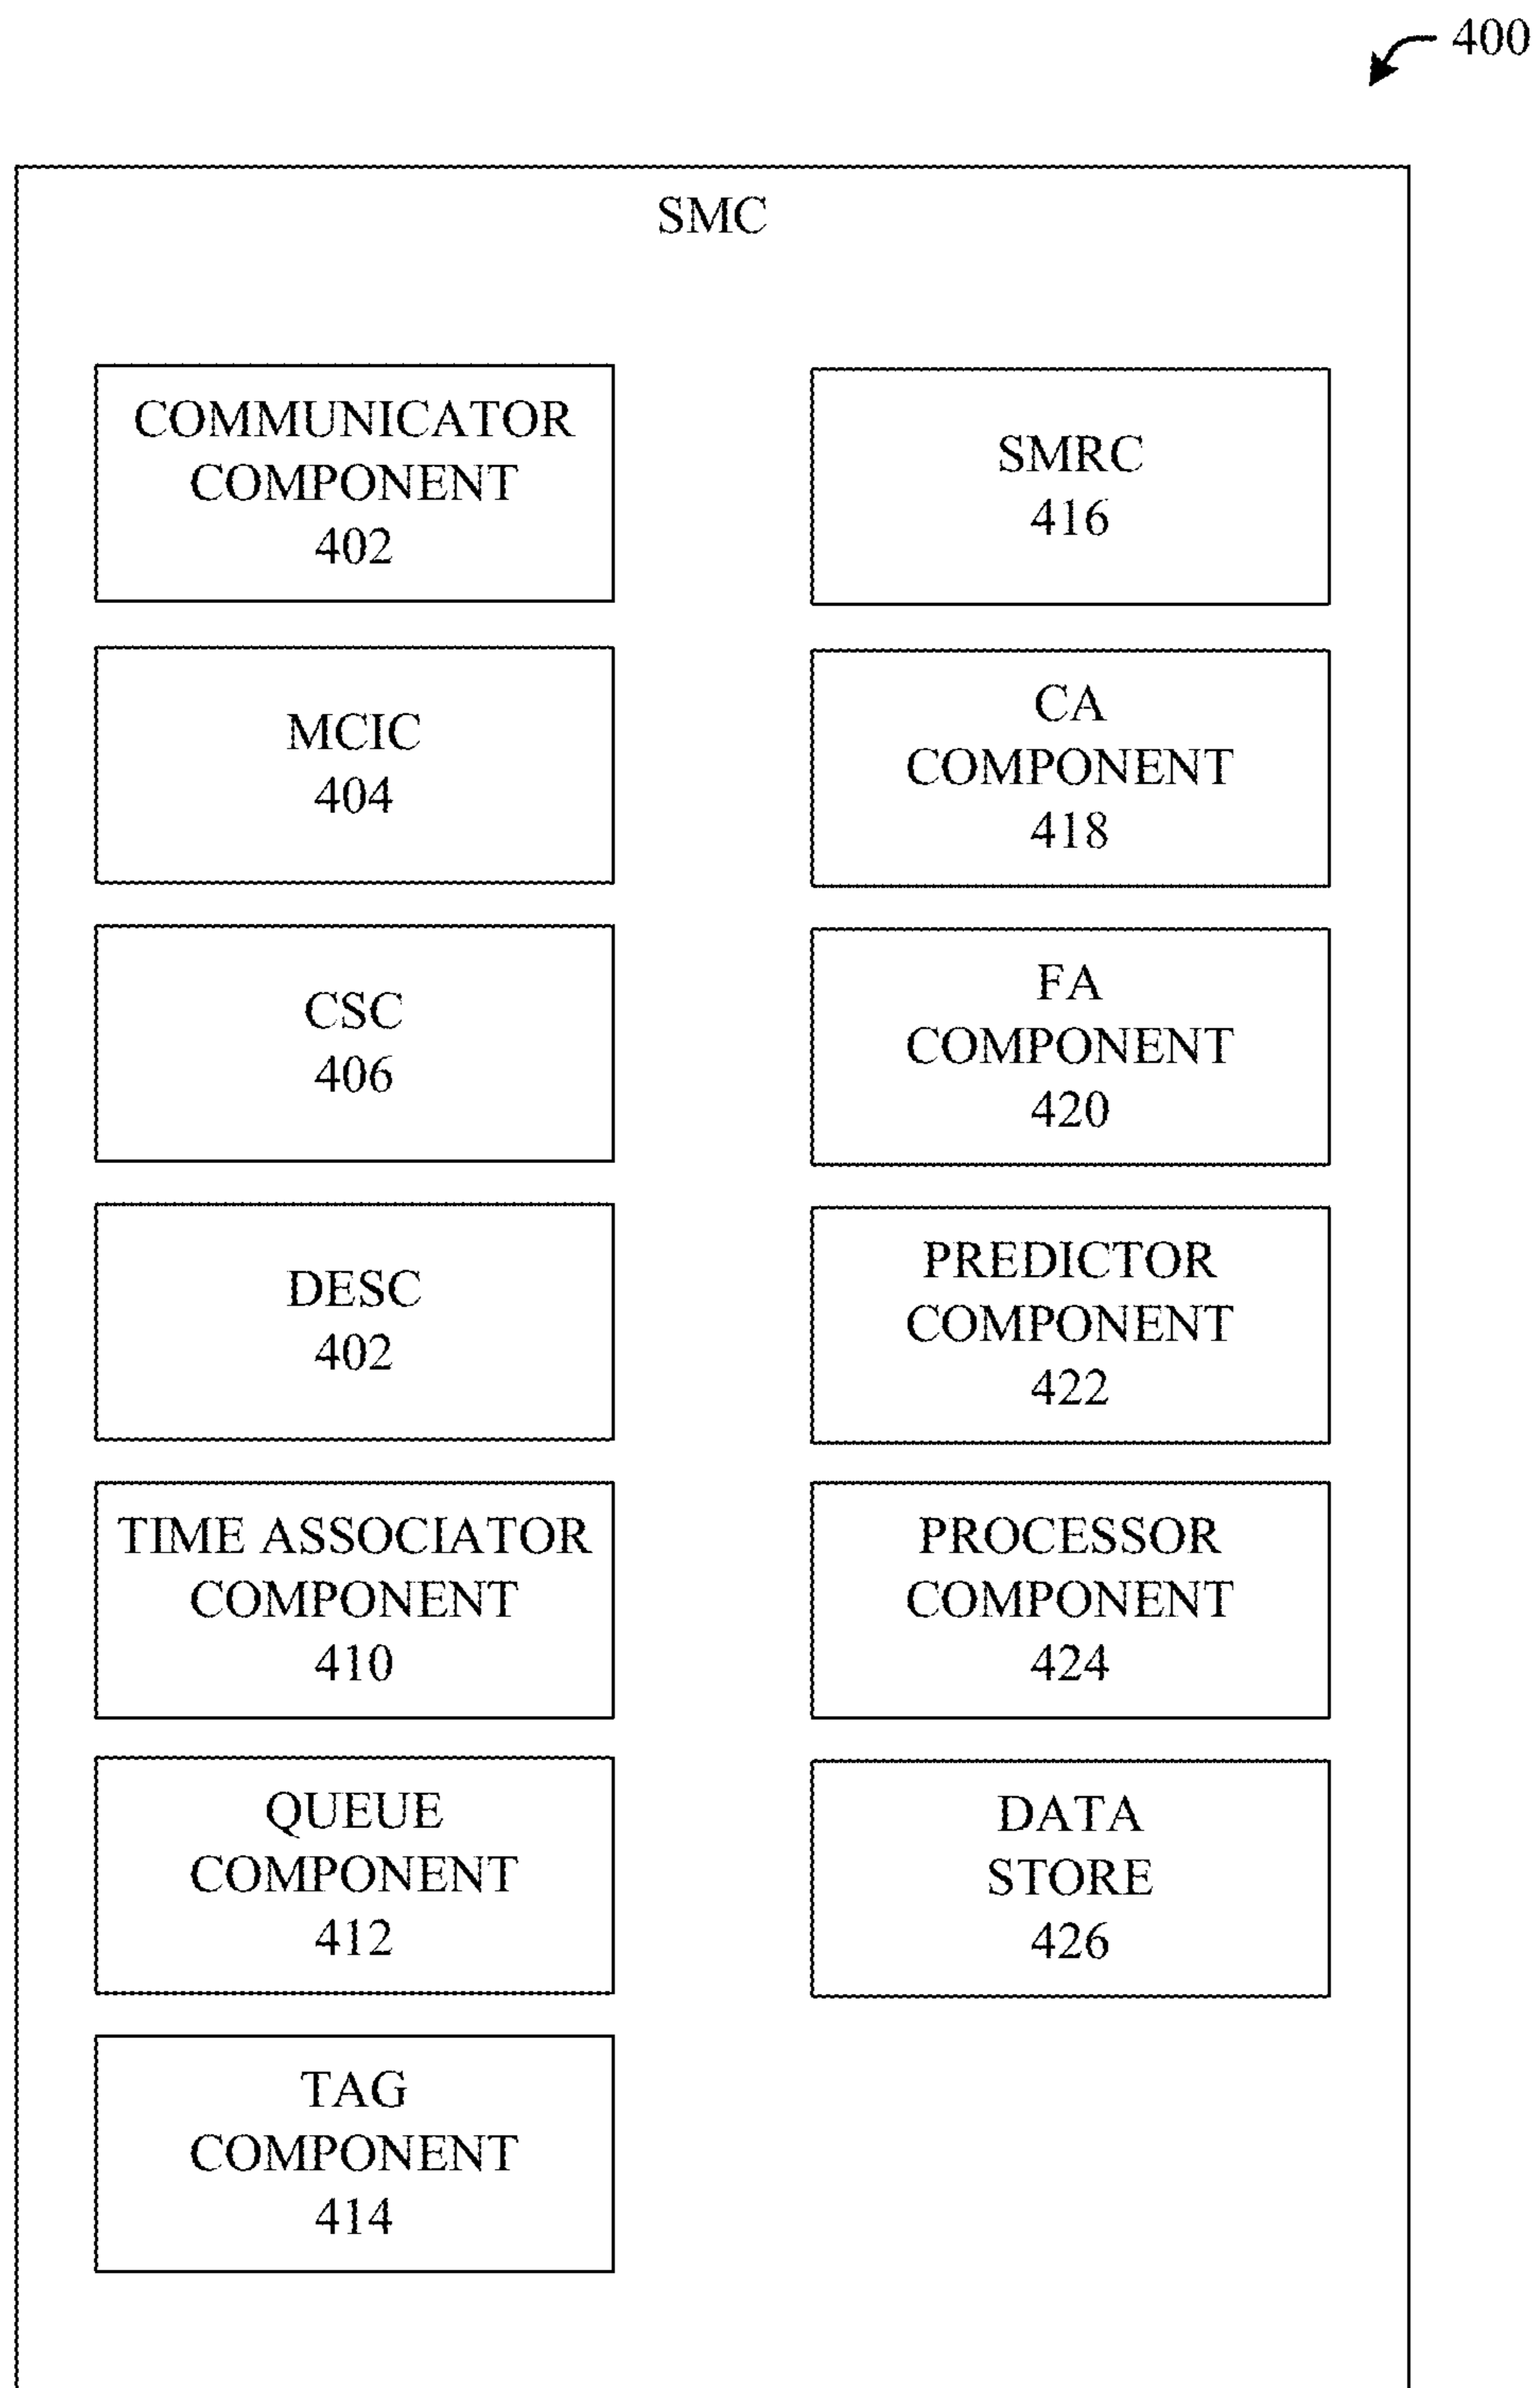 400
SMC
COMMUNICATOR
COMPONENT
402
MCIC
404
CSC
406
DESC
402
TIME ASSOCIATOR
COMPONENT
410
QUEUE
COMPONENT
412
TAG
COMPONENT
414
SMRC
416
CA
COMPONENT
418
FA
COMPONENT
420
PREDICTOR
COMPONENT
422
PROCESSOR
COMPONENT
424
DATA
STORE
426